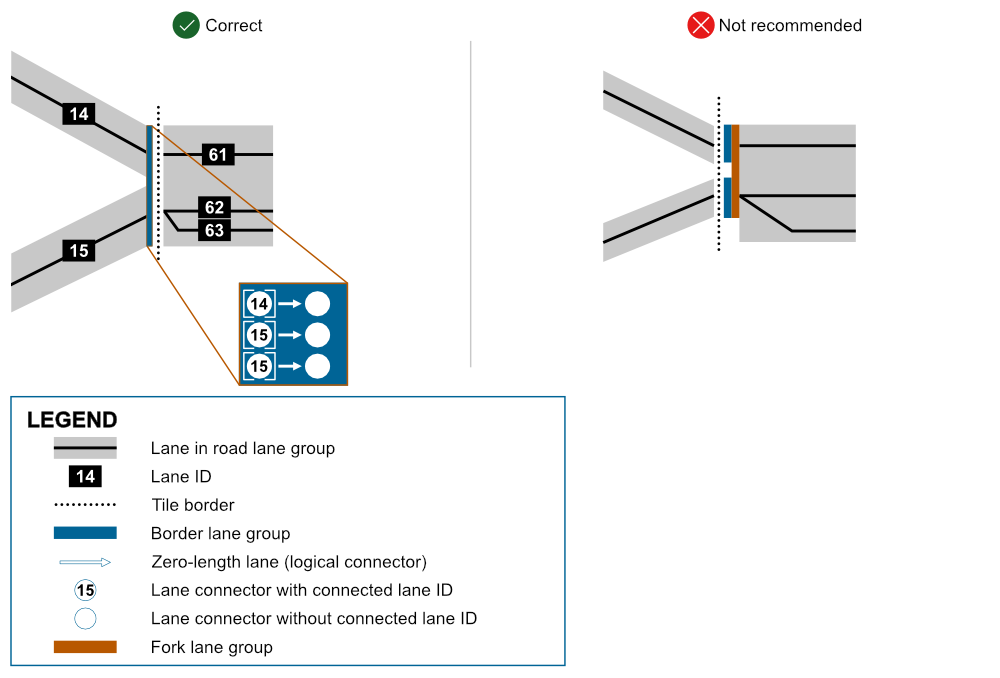 Correct
Not recommended
14
61
62
63
15
14
15
15
LEGEND
Lane in road lane group
14 Lane ID
Tile border
Border lane group
Zero-length lane (logical connector)
15 Lane connector with connected lane ID
Lane connector without connected lane ID
Fork lane group